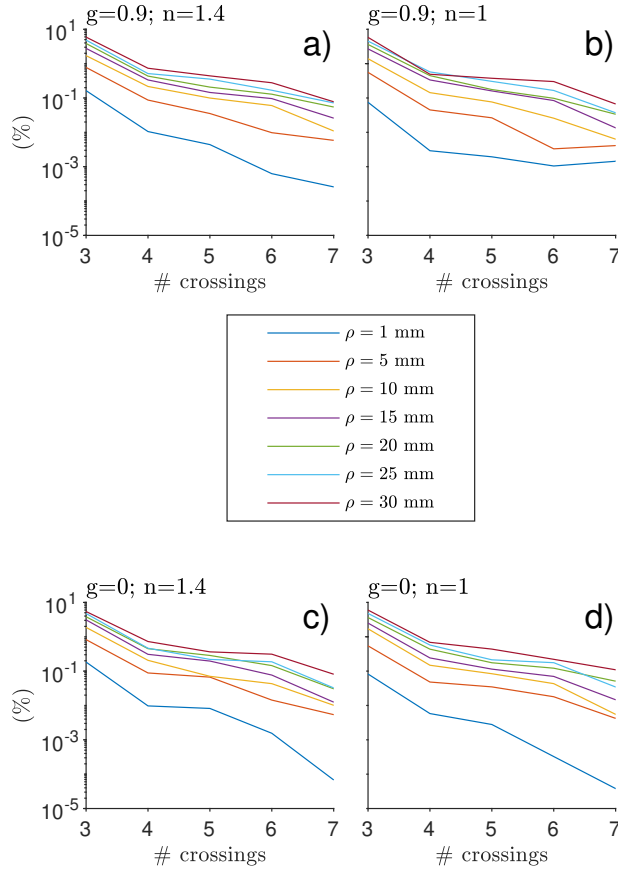 g=0.9; n=1.4
a)
10^1
10^-1
10^-3
10^-5
(%)
3 4 5 6 7
# crossings
g=0.9; n=1
b)
3 4 5 6 7
# crossings
ρ = 1 mm
ρ = 5 mm
ρ = 10 mm
ρ = 15 mm
ρ = 20 mm
ρ = 25 mm
ρ = 30 mm
g=0; n=1.4
c)
10^1
10^-1
10^-3
10^-5
(%)
3 4 5 6 7
# crossings
g=0; n=1
d)
3 4 5 6 7
# crossings